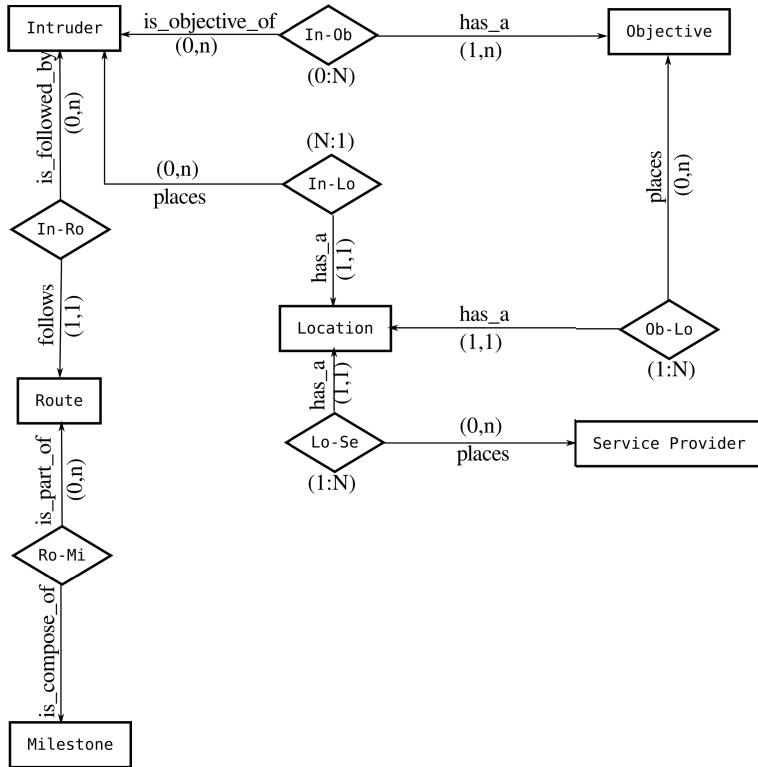 Intruder
is_objective_of
(0,n)
In-Ob
(0:N)
has_a
(1,n)
Objective
is_followed_by
(0,n)
(N:1)
In-Lo
(0,n)
places
places
(0,n)
In-Ro
has_a
(1,1)
follows
(1,1)
Location
has_a
(1,1)
Ob-Lo
(1:N)
has_a
(1,1)
Route
Lo-Se
(1:N)
(0,n)
places
Service Provider
is_part_of
(0,n)
Ro-Mi
is_compose_of
Milestone